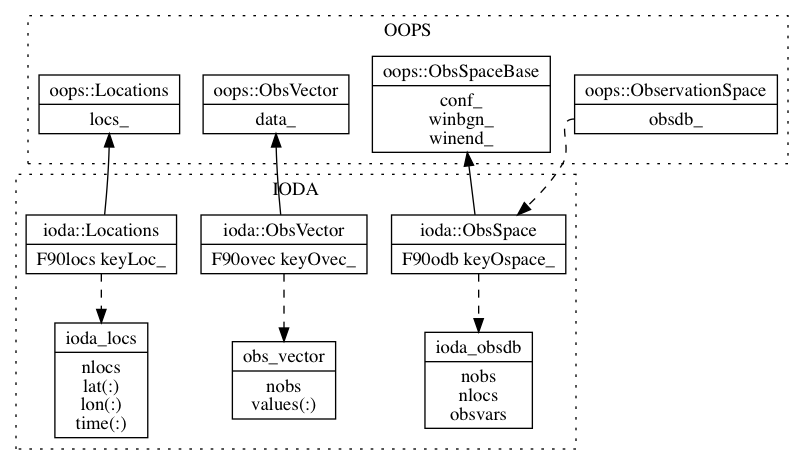 OOPS
oops::Locations
locs_
oops::ObsVector
data_
oops::ObsSpaceBase
conf_
winbgn_
winend_
oops::ObservationSpace
obsdb_
IODA
ioda::Locations
F90locs keyLoc_
ioda::ObsVector
F90ovec keyOvec_
ioda::ObsSpace
F90odb keyOspace_
ioda_locs
nlocs
lat(:)
lon(:)
time(:)
obs_vector
nobs
values(:)
ioda_obsdb
nobs
nlocs
obsvars